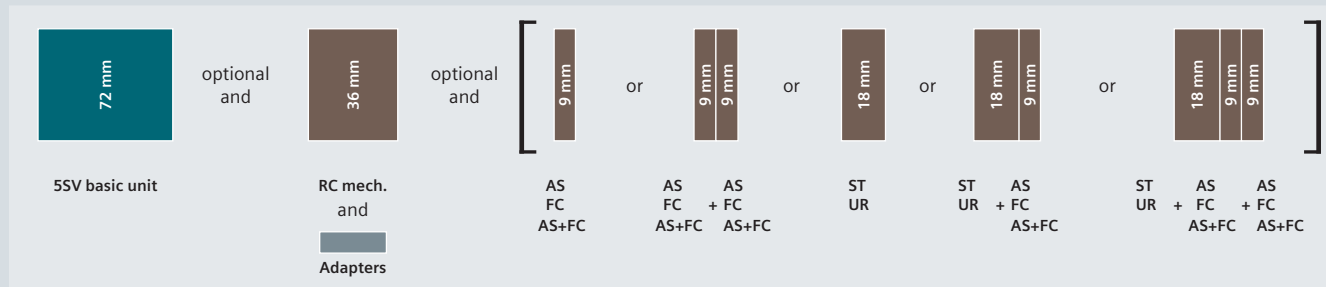 72 mm
optional
and
36 mm
optional
and
9 mm
or
9 mm
9 mm
or
18 mm
or
18 mm
9 mm
or
18 mm
9 mm
9 mm
5SV basic unit
RC mech.
and
Adapters
AS
FC
AS+FC
AS AS
FC + FC
AS+FC AS+FC
ST
UR
ST AS
UR + FC
AS+FC
ST AS AS
UR + FC + FC
AS+FC AS+FC